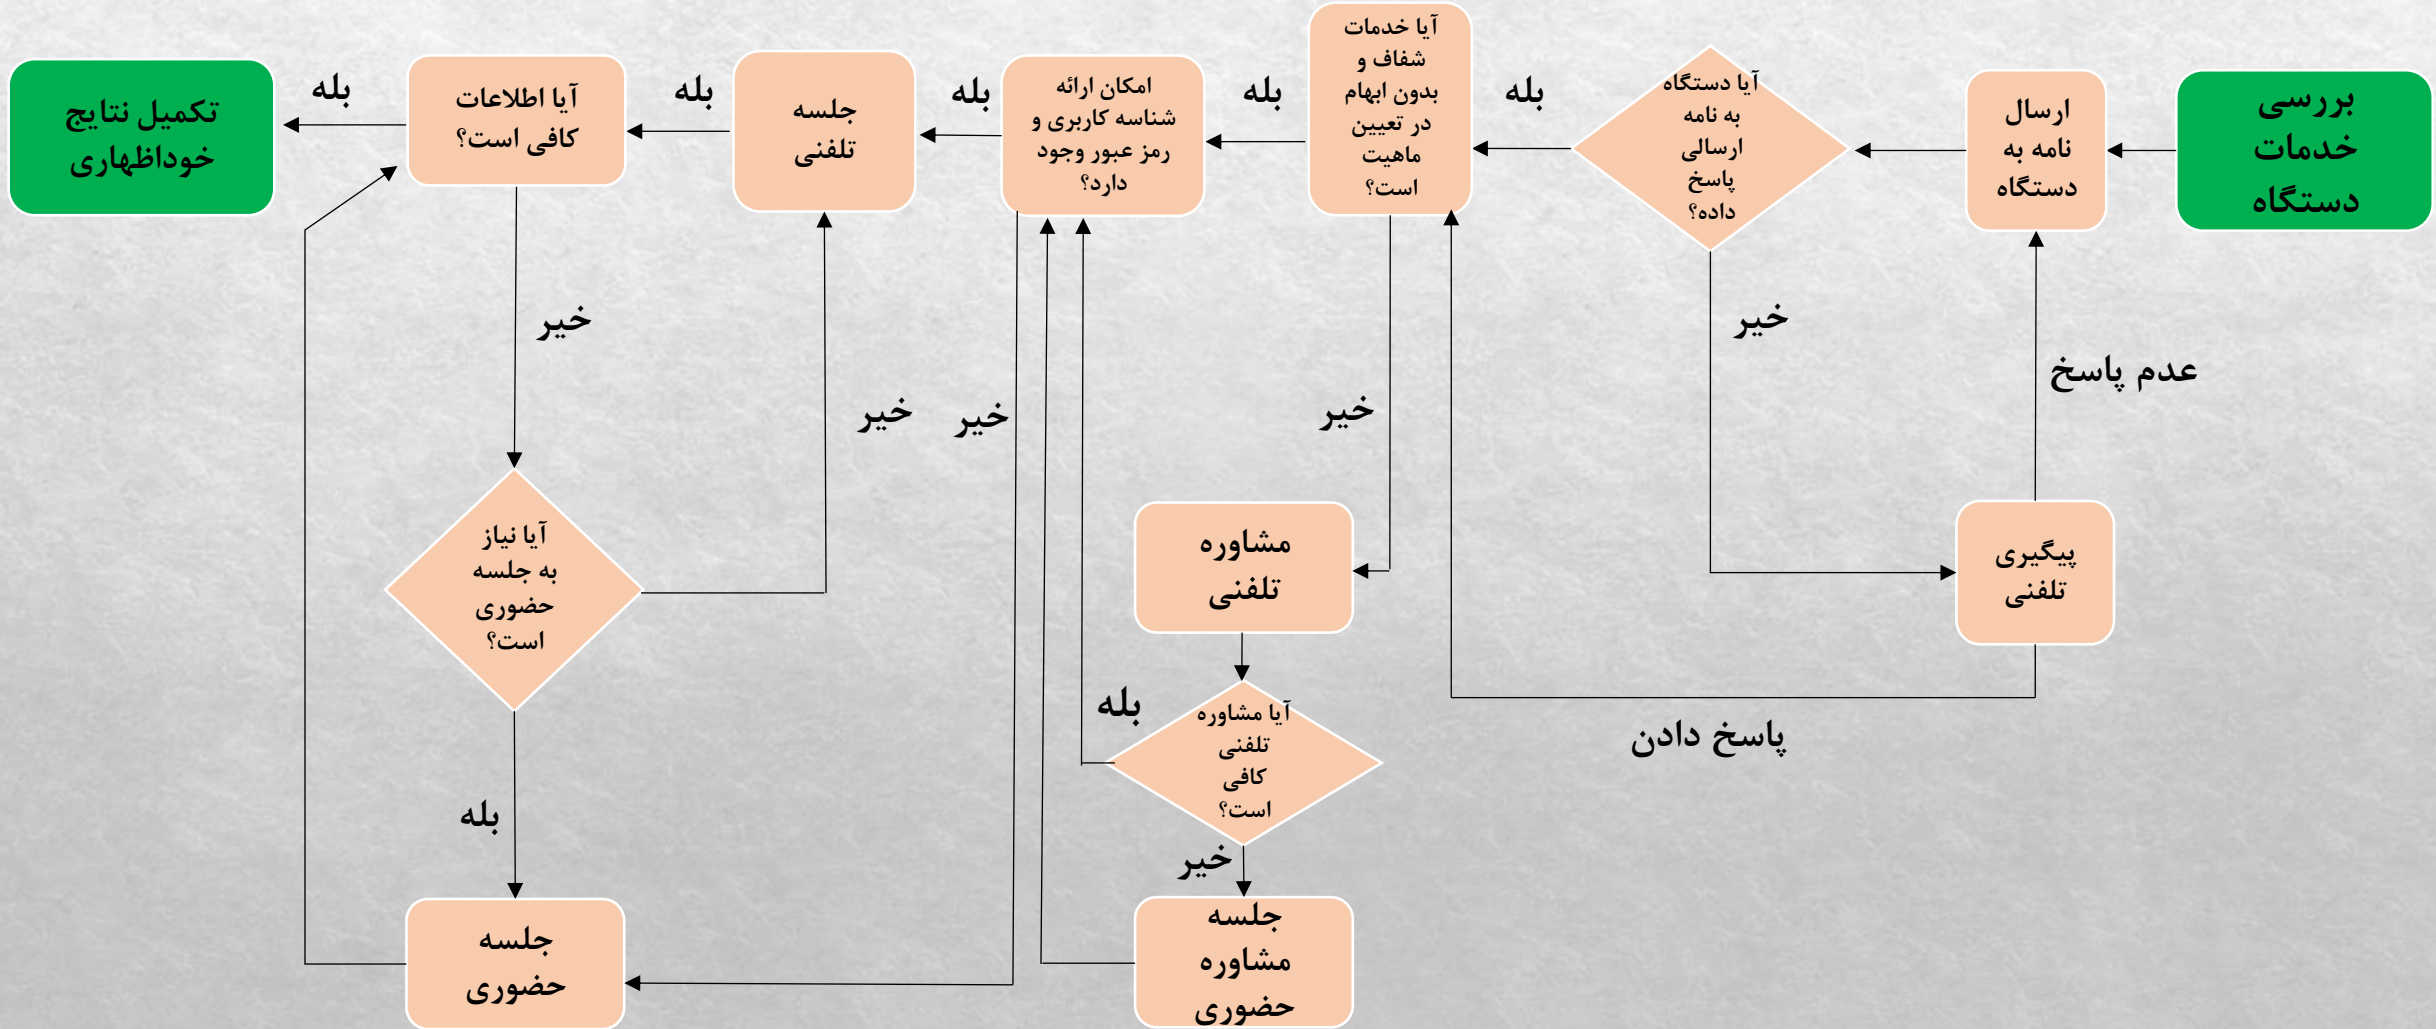 بررسی
خدمات
دستگاه
ارسال
نامه به
دستگاه
آیا دستگاه
به نامه
ارسالی
پاسخ
داده؟
بله
آیا خدمات
شفاف و
بدون ابهام
در تعیین
ماهیت
است؟
بله
امکان ارائه
شناسه کاربری و
رمز عبور وجود
دارد؟
بله
جلسه
تلفنی
بله
آیا اطلاعات
کافی است؟
بله
تکمیل نتایج
خوداظهاری
عدم پاسخ
خیر
خیر
خیر
خیر
خیر
پیگیری
تلفنی
پاسخ دادن
مشاوره
تلفنی
آیا مشاوره
تلفنی
کافی
است؟
بله
خیر
جلسه
مشاوره
حضوری
آیا نیاز
به جلسه
حضوری
است؟
بله
جلسه
حضوری